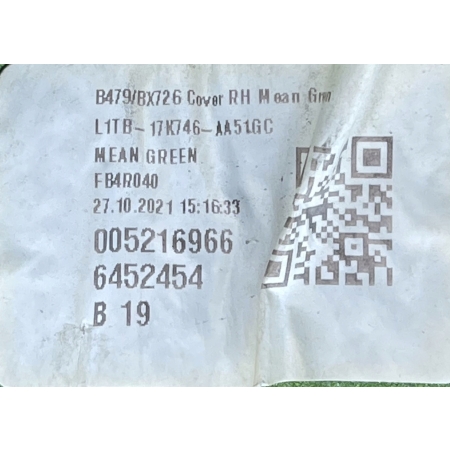 B479/BX726 Cover RH Mean Grn
L1TB-17K746-AA51GC
MEAN GREEN
FB4R040
27.10.2021 15:16:33
005216966
6452454
B 19